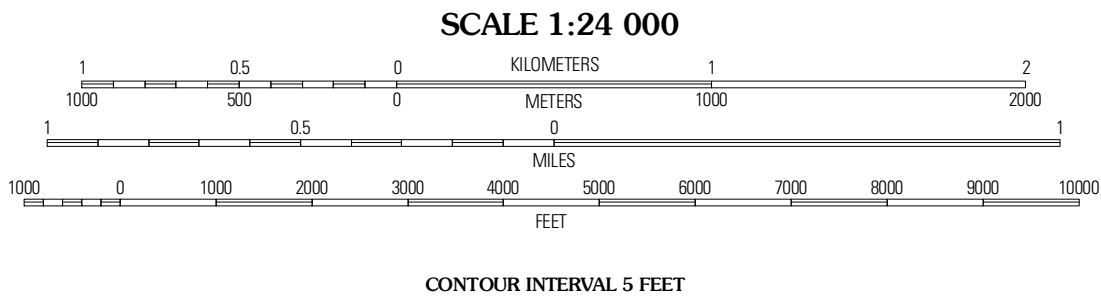 SCALE 1:24 000
1 0.5 0 KILOMETERS 1 2
1000 500 0 METERS 1000 2000
1 0.5 0 1
MILES
1000 0 1000 2000 3000 4000 5000 6000 7000 8000 9000 10000
FEET
CONTOUR INTERVAL 5 FEET